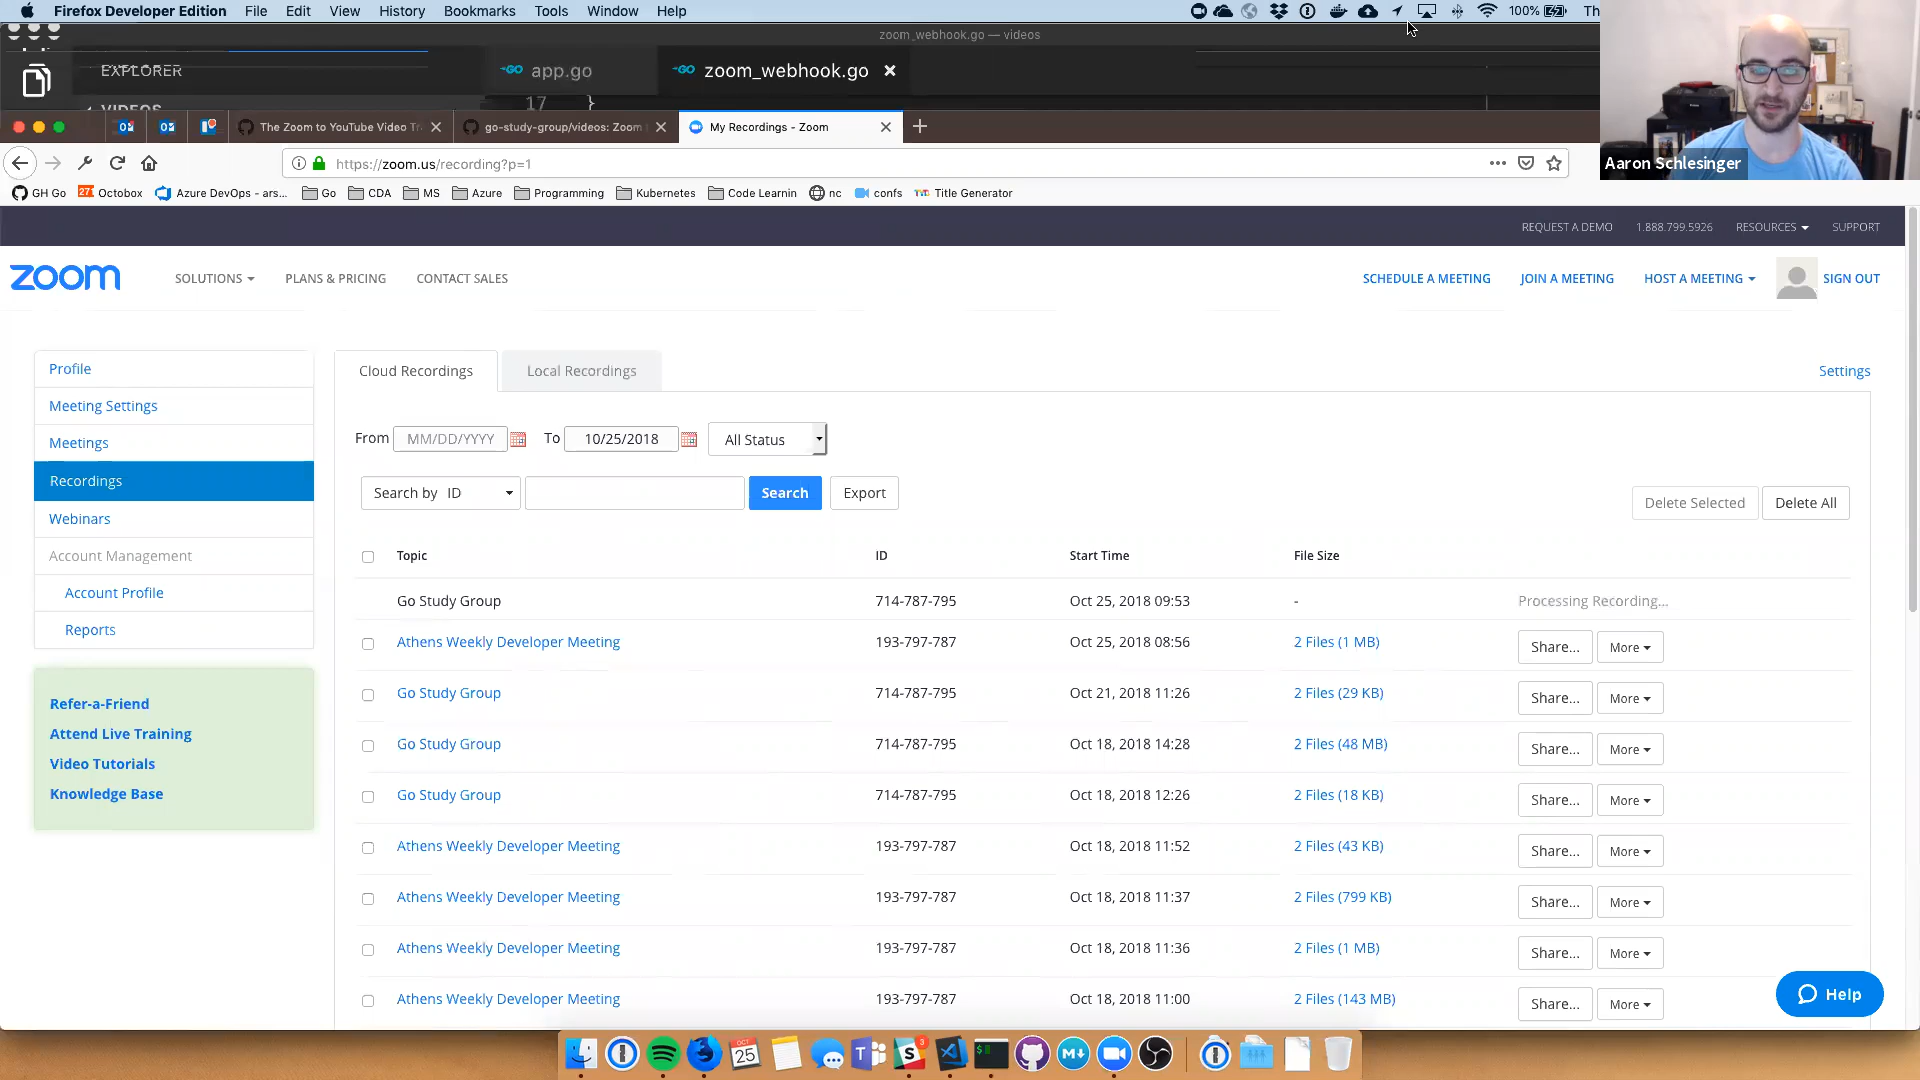 Firefox Developer Edition File Edit View History Bookmarks Tools Window Help 100% Th
zoom_webhook.go — videos
EXPLORER app.go zoom_webhook.go
VIDEOS 17 }
The Zoom to YouTube Video Tr go-study-group/videos: Zoom My Recordings - Zoom
https://zoom.us/recording?p=1
GH Go 271 Octobox Azure DevOps - ars... Go CDA MS Azure Programming Kubernetes Code Learnin nc confs Title Generator
Aaron Schlesinger
REQUEST A DEMO 1.888.799.5926 RESOURCES SUPPORT
zoom SOLUTIONS PLANS & PRICING CONTACT SALES SCHEDULE A MEETING JOIN A MEETING HOST A MEETING SIGN OUT
Profile
Meeting Settings
Meetings
Recordings
Webinars
Account Management
Account Profile
Reports
Refer-a-Friend
Attend Live Training
Video Tutorials
Knowledge Base
Cloud Recordings Local Recordings Settings
From MM/DD/YYYY To 10/25/2018 All Status
Search by ID Search Export Delete Selected Delete All
Topic ID Start Time File Size
Go Study Group 714-787-795 Oct 25, 2018 09:53 - Processing Recording...
Athens Weekly Developer Meeting 193-797-787 Oct 25, 2018 08:56 2 Files (1 MB) Share... More
Go Study Group 714-787-795 Oct 21, 2018 11:26 2 Files (29 KB) Share... More
Go Study Group 714-787-795 Oct 18, 2018 14:28 2 Files (48 MB) Share... More
Go Study Group 714-787-795 Oct 18, 2018 12:26 2 Files (18 KB) Share... More
Athens Weekly Developer Meeting 193-797-787 Oct 18, 2018 11:52 2 Files (43 KB) Share... More
Athens Weekly Developer Meeting 193-797-787 Oct 18, 2018 11:37 2 Files (799 KB) Share... More
Athens Weekly Developer Meeting 193-797-787 Oct 18, 2018 11:36 2 Files (1 MB) Share... More
Athens Weekly Developer Meeting 193-797-787 Oct 18, 2018 11:00 2 Files (143 MB) Share... More
Help
OCT
25
3